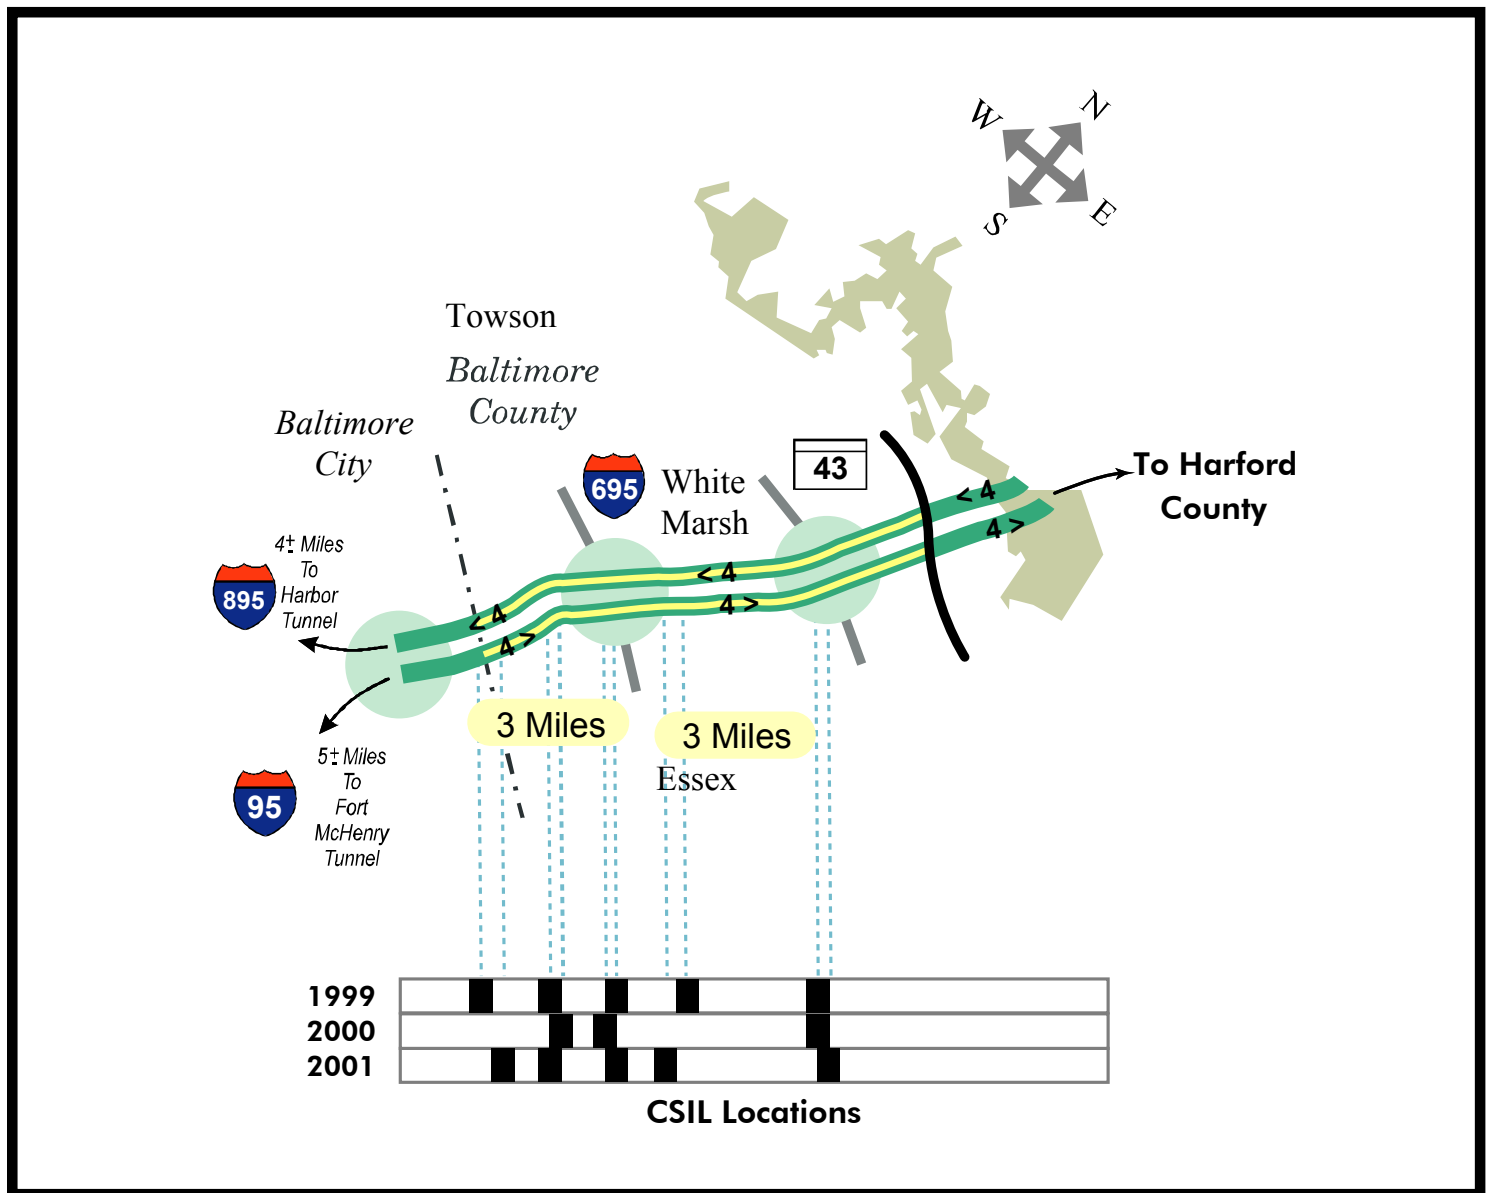 W
N
S
E
Towson
Baltimore
County
Baltimore
City
695
White
Marsh
43
To Harford
County
< 4
4 >
< 4
4 >
< 4
4 >
4± Miles
To
Harbor
Tunnel
895
3 Miles
3 Miles
Essex
5± Miles
To
Fort
McHenry
Tunnel
95
1999
2000
2001
CSIL Locations